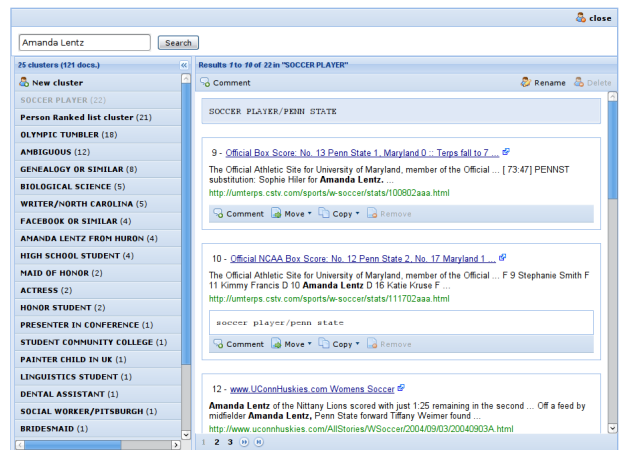 close
Amanda Lentz
Search
25 clusters (121 docs.)
New cluster
SOCCER PLAYER (22)
Person Ranked list cluster (21)
OLYMPIC TUMBLER (18)
AMBIGUOUS (12)
GENEALOGY OR SIMILAR (8)
BIOLOGICAL SCIENCE (5)
WRITER/NORTH CAROLINA (5)
FACEBOOK OR SIMILAR (4)
AMANDA LENTZ FROM HURON (4)
HIGH SCHOOL STUDENT (4)
MAID OF HONOR (2)
ACTRESS (2)
HONOR STUDENT (2)
PRESENTER IN CONFERENCE (1)
STUDENT COMMUNITY COLLEGE (1)
PAINTER CHILD IN UK (1)
LINGUISTICS STUDENT (1)
DENTAL ASSISTANT (1)
SOCIAL WORKER/PITSBURGH (1)
BRIDESMAID (1)
Results 1 to 10 of 22 in "SOCCER PLAYER"
Comment Rename Delete
SOCCER PLAYER/PENN STATE
9 - Official Box Score: No. 13 Penn State 1, Maryland 0 :: Terps fall to 7 ...
The Official Athletic Site for University of Maryland, member of the Official ... [ 73:47] PENNST
substitution: Sophie Hiler for Amanda Lentz. ...
http://umterps.cstv.com/sports/w-soccer/stats/100802aaa.html
Comment Move Copy Remove
10 - Official NCAA Box Score: No. 12 Penn State 2, No. 17 Maryland 1 ...
The Official Athletic Site for University of Maryland, member of the Official ... F 9 Stephanie Smith F
11 Kimmy Francis D 10 Amanda Lentz D 16 Katie Kruse F ...
http://umterps.cstv.com/sports/w-soccer/stats/111702aaa.html
soccer player/penn state
Comment Move Copy Remove
12 - www.UConnHuskies.com Womens Soccer
Amanda Lentz of the Nittany Lions scored with just 1:25 remaining in the second ... Off a feed by
midfielder Amanda Lentz, Penn State forward Tiffany Weimer found ...
http://www.uconnhuskies.com/AllStories/WSoccer/2004/09/03/20040903A.html
1 2 3